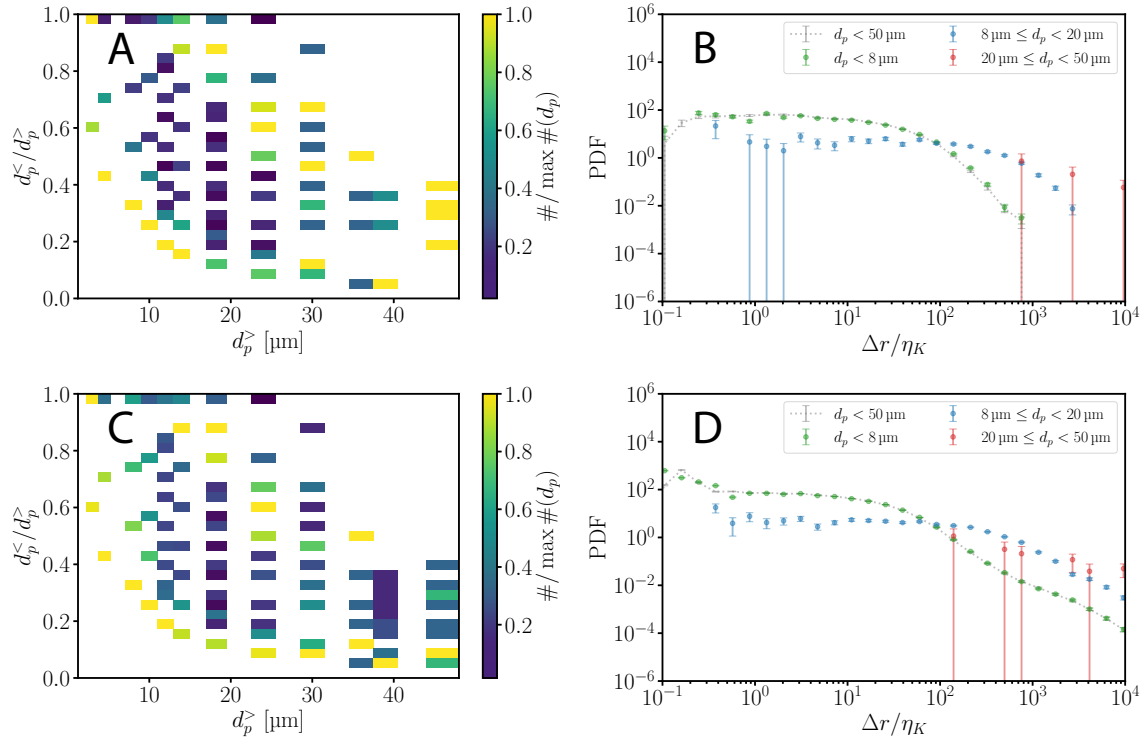 A
1.0
0.8
0.6
0.4
0.2
0.0
d_p^</d_p^>
10
20
30
40
d_p^> [µm]
1.0
0.8
0.6
0.4
0.2
#/ max #(d_p)
B
10^6
10^4
10^2
10^0
10^−2
10^−4
10^−6
PDF
d_p < 50 µm
d_p < 8 µm
8 µm ≤ d_p < 20 µm
20 µm ≤ d_p < 50 µm
10^−1
10^0
10^1
10^2
10^3
10^4
Δr/η_K
C
1.0
0.8
0.6
0.4
0.2
0.0
d_p^</d_p^>
10
20
30
40
d_p^> [µm]
1.0
0.8
0.6
0.4
0.2
#/ max #(d_p)
D
10^6
10^4
10^2
10^0
10^−2
10^−4
10^−6
PDF
d_p < 50 µm
d_p < 8 µm
8 µm ≤ d_p < 20 µm
20 µm ≤ d_p < 50 µm
10^−1
10^0
10^1
10^2
10^3
10^4
Δr/η_K